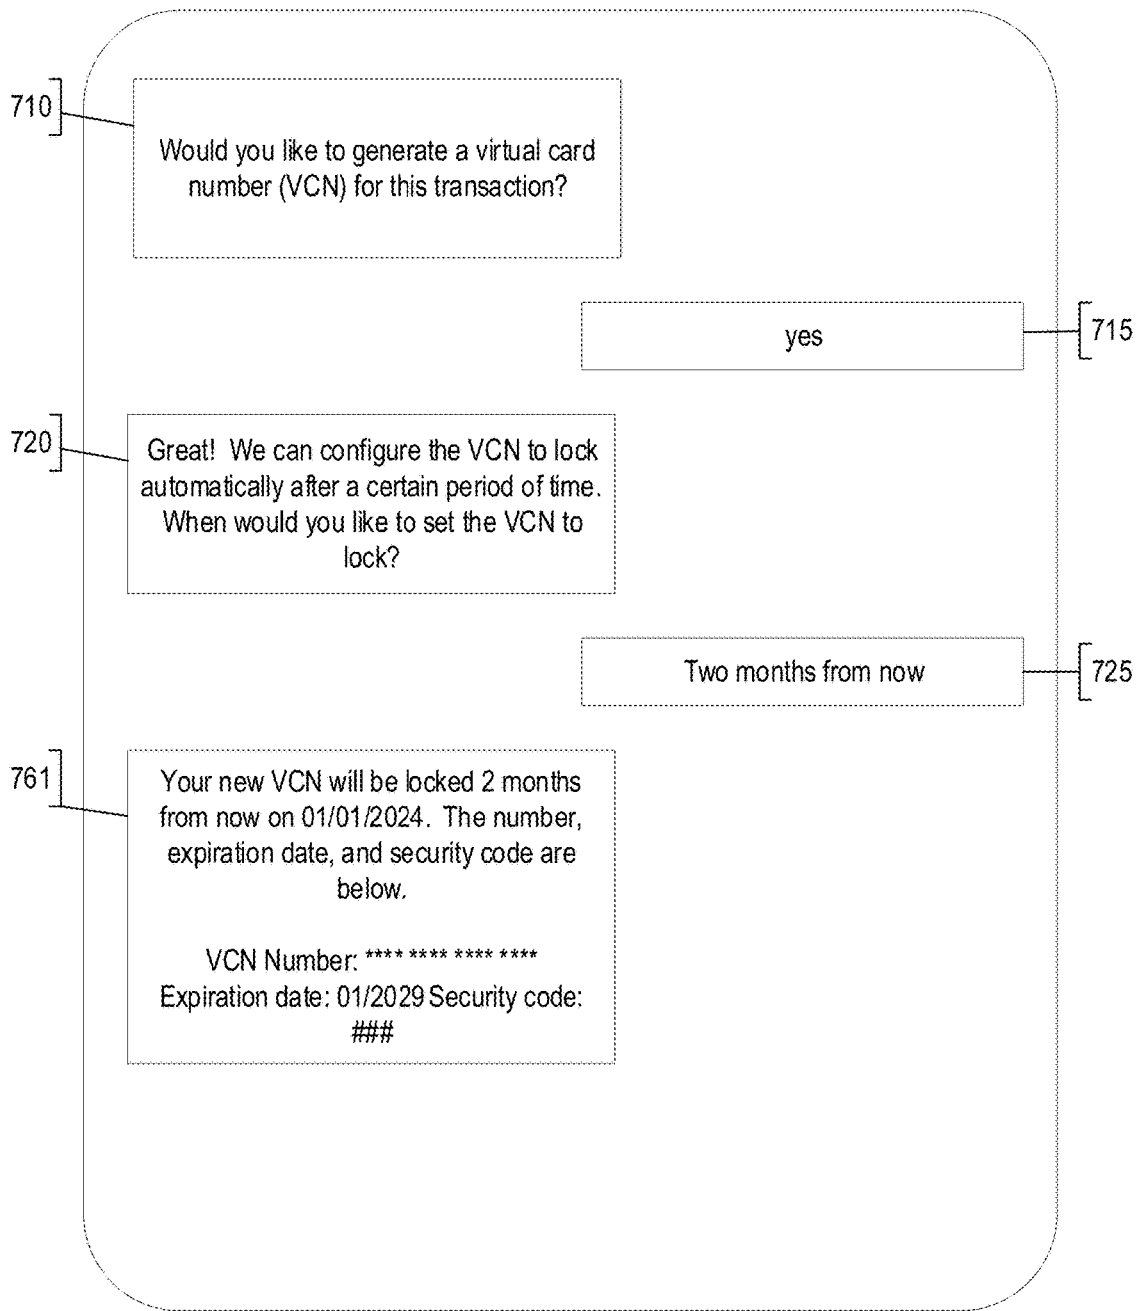 710
Would you like to generate a virtual card
number (VCN) for this transaction?
yes
715
720
Great!  We can configure the VCN to lock
automatically after a certain period of time.
When would you like to set the VCN to
lock?
Two months from now
725
761
Your new VCN will be locked 2 months
from now on 01/01/2024.  The number,
expiration date, and security code are
below.
VCN Number: **** **** **** ****
Expiration date: 01/2029 Security code:
###